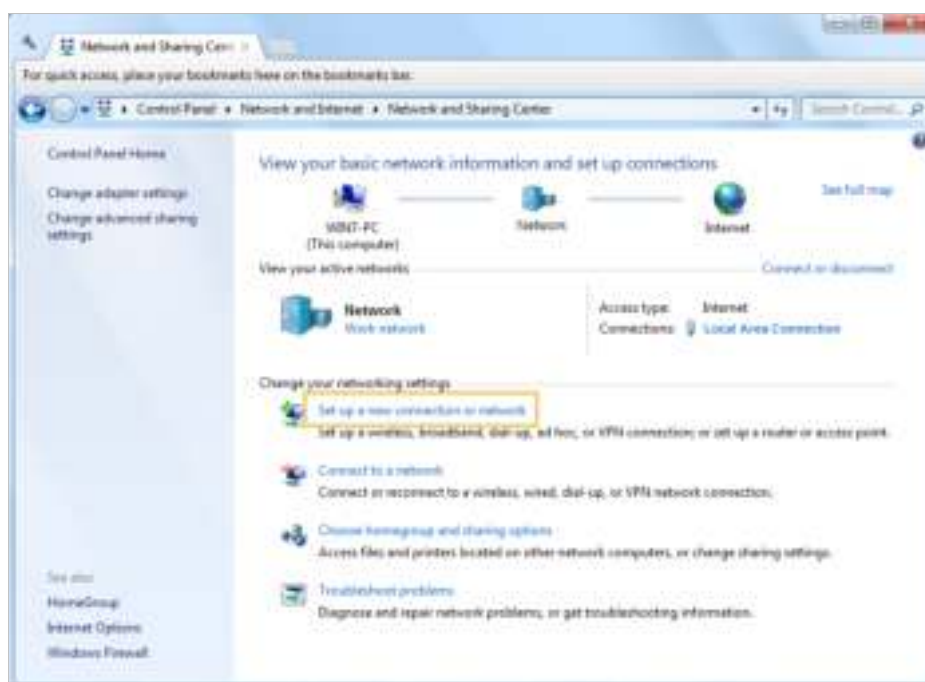 Network and Sharing Cen
For quick access, place your bookmarks here on the bookmarks bar.
Control Panel Network and Internet Network and Sharing Center
Search Control
Control Panel Home
Change adapter settings
Change advanced sharing
settings
View your basic network information and set up connections
See full map
WIN7-PC
(This computer)
Network
Internet
View your active networks
Connect or disconnect
Network
Work network
Access type: Internet
Connections: Local Area Connection
Change your networking settings
Set up a new connection or network
Set up a wireless, broadband, dial-up, ad hoc, or VPN connection; or set up a router or access point.
Connect to a network
Connect or reconnect to a wireless, wired, dial-up, or VPN network connection.
Choose homegroup and sharing options
Access files and printers located on other network computers, or change sharing settings.
Troubleshoot problems
Diagnose and repair network problems, or get troubleshooting information.
See also
HomeGroup
Internet Options
Windows Firewall